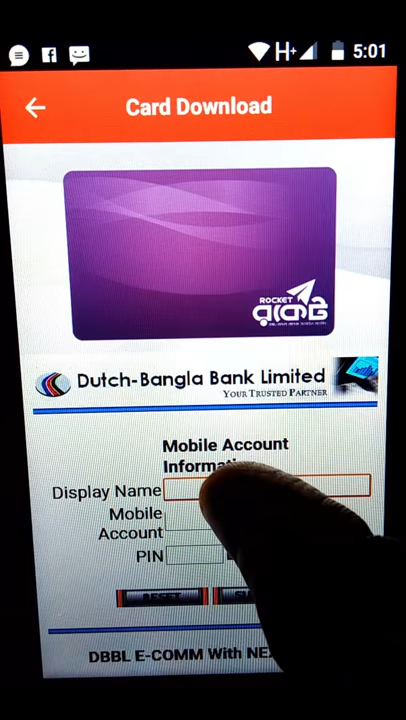 H+ 5:01
Card Download
ROCKET
রকেট
Dutch-Bangla Bank Limited
YOUR TRUSTED PARTNER
Mobile Account
Display Name
Mobile
Account
PIN
RESET
DBBL E-COMM With